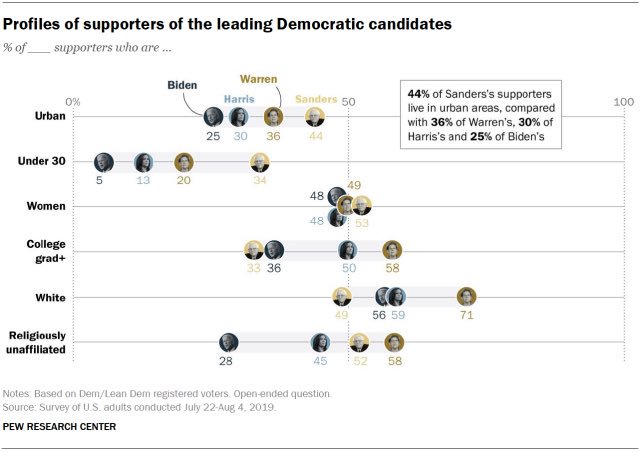 Profiles of supporters of the leading Democratic candidates
% of ___ supporters who are ...
Biden
Warren
Harris
Sanders
0%
50
100
44% of Sanders's supporters
live in urban areas, compared
with 36% of Warren's, 30% of
Harris's and 25% of Biden's
Urban
25 30 36 44
Under 30
5 13 20 34
Women
48 49
48 53
College
grad+
33 36 50 58
White
49 56 59 71
Religiously
unaffiliated
28 45 52 58
Notes: Based on Dem/Lean Dem registered voters. Open-ended question.
Source: Survey of U.S. adults conducted July 22-Aug 4, 2019.
PEW RESEARCH CENTER